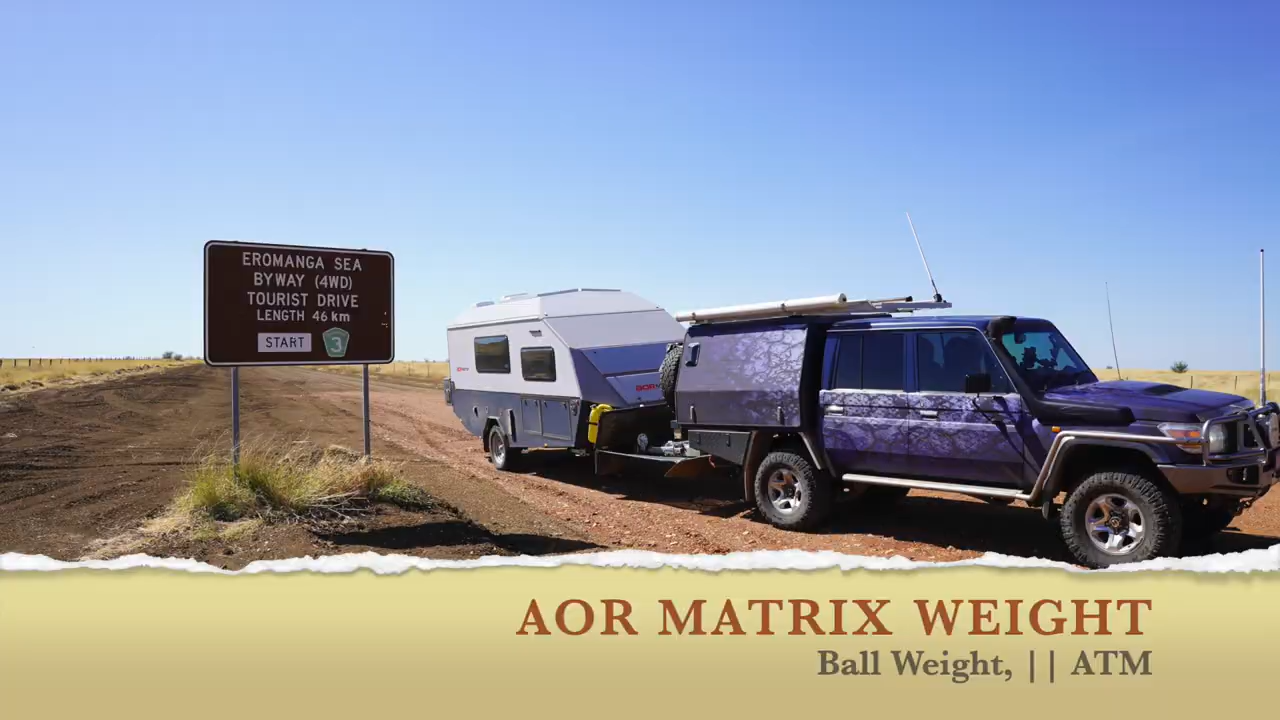 EROMANGA SEA
BYWAY (4WD)
TOURIST DRIVE
LENGTH 46 km
START 3
AOR MATRIX WEIGHT
Ball Weight, || ATM